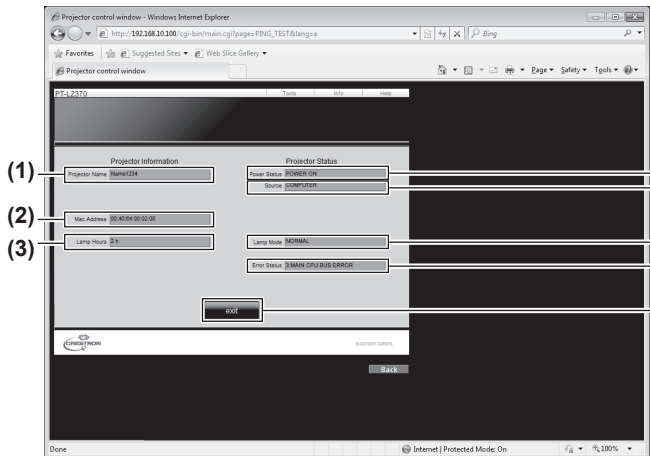 Projector control window - Windows Internet Explorer
http://192.168.10.100/cgi-bin/main.cgi?page=PING_TEST&lang=e
Bing
Favorites Suggested Sites Web Slice Gallery
Projector control window
Page Safety Tools
PT-LZ370 Tools Info Help
Projector Information Projector Status
(1) Projector Name Name1234 Power Status POWER ON
Source COMPUTER
(2) Mac Address 00:40:64:00:02:08
(3) Lamp Hours 2 h Lamp Mode NORMAL
Error Status 3:MAIN CPU BUS ERROR
exit
CRESTRON Expansion Options
Back
Done Internet | Protected Mode: On 100%